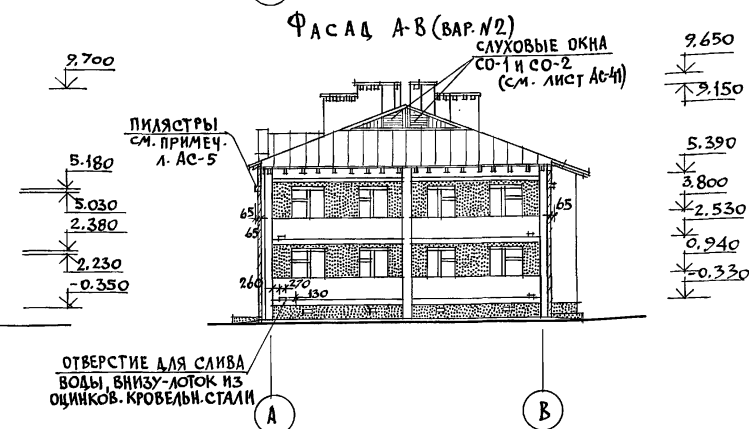 ФАСАД А-В (ВАР. №2)
СЛУХОВЫЕ ОКНА
СО-1 И СО-2
(СМ. ЛИСТ АС-41)
9.700
9.650
9.150
ПИЛЯСТРЫ
СМ. ПРИМЕЧ.
Л. АС-5
5.180
5.390
3.800
5.030
2.530
65
65
2.380
65
0.940
2.230
-0.330
260
270
130
-0.350
ОТВЕРСТИЕ ДЛЯ СЛИВА
ВОДЫ, ВНИЗУ-ЛОТОК ИЗ
ОЦИНКОВ. КРОВЕЛЬН. СТАЛИ
А
В